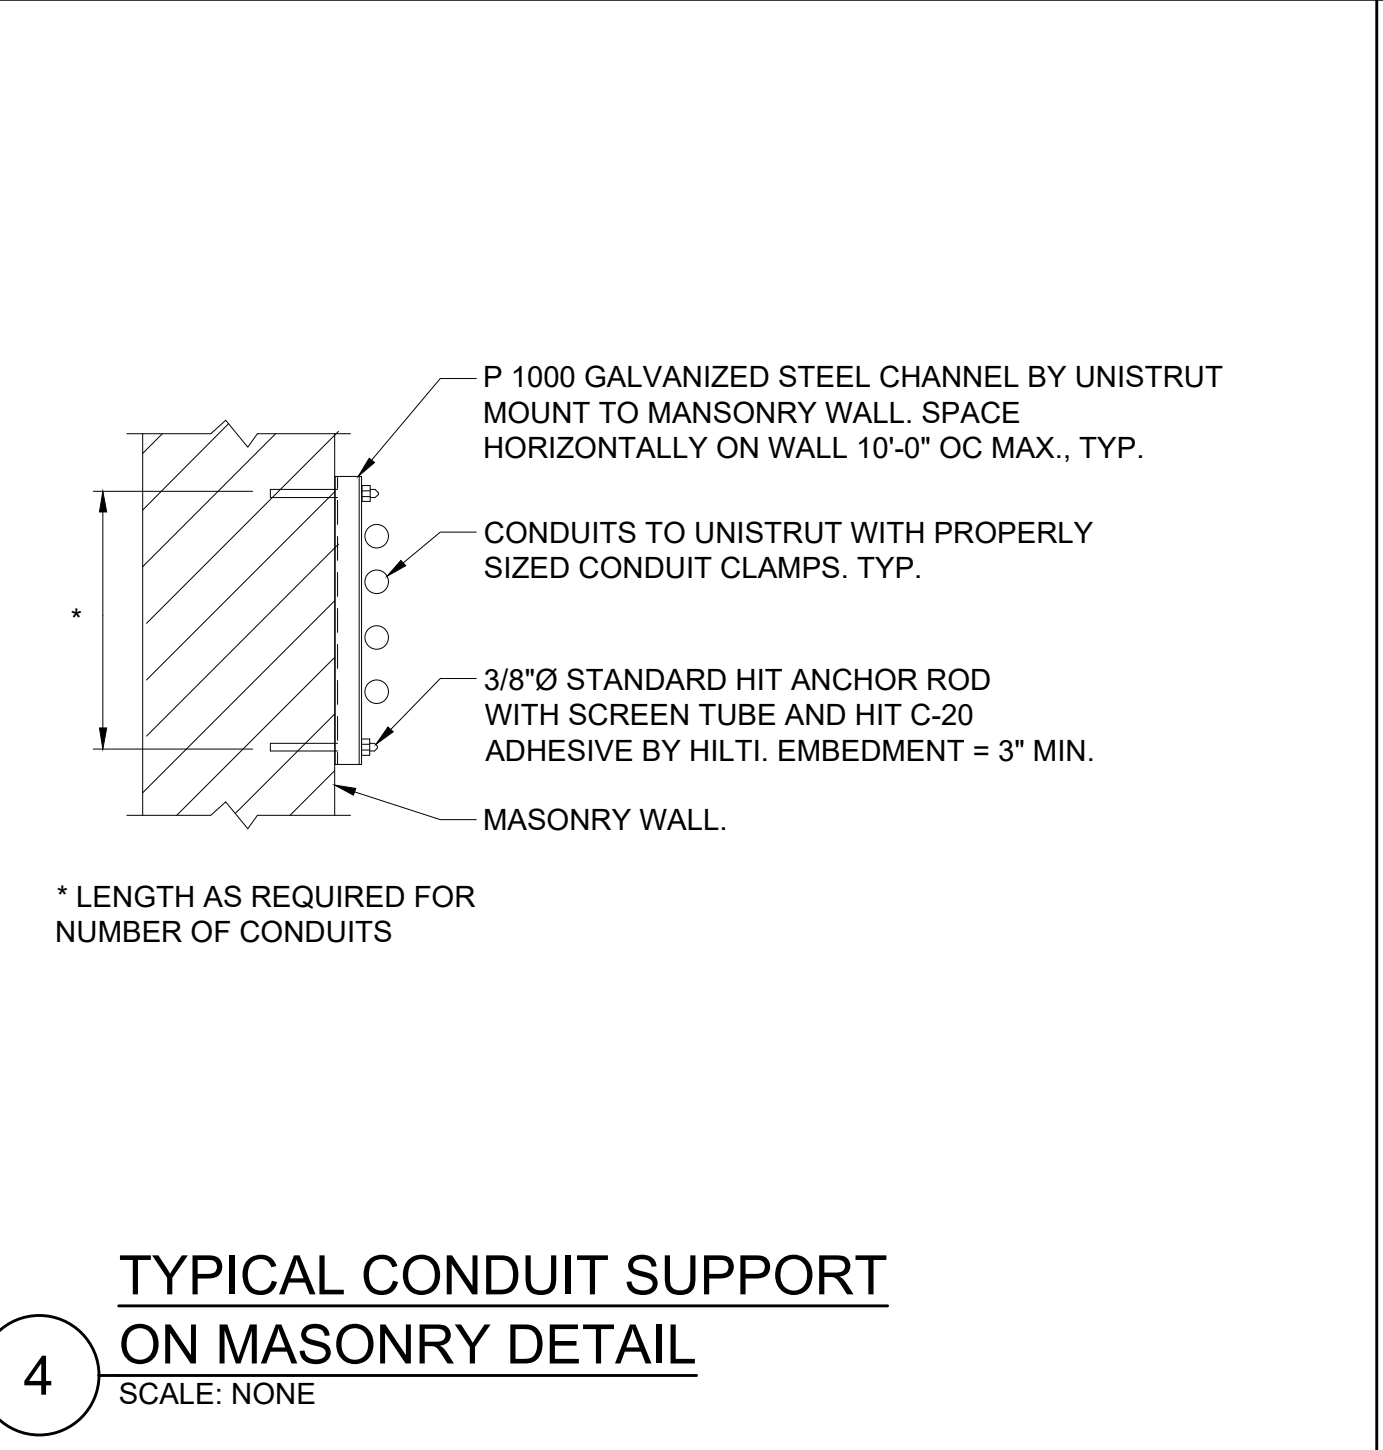 P 1000 GALVANIZED STEEL CHANNEL BY UNISTRUT
MOUNT TO MANSONRY WALL. SPACE
HORIZONTALLY ON WALL 10'-0" OC MAX., TYP.
CONDUITS TO UNISTRUT WITH PROPERLY
SIZED CONDUIT CLAMPS. TYP.
*
3/8"Ø STANDARD HIT ANCHOR ROD
WITH SCREEN TUBE AND HIT C-20
ADHESIVE BY HILTI. EMBEDMENT = 3" MIN.
MASONRY WALL.
* LENGTH AS REQUIRED FOR
NUMBER OF CONDUITS
TYPICAL CONDUIT SUPPORT
ON MASONRY DETAIL
4
SCALE: NONE